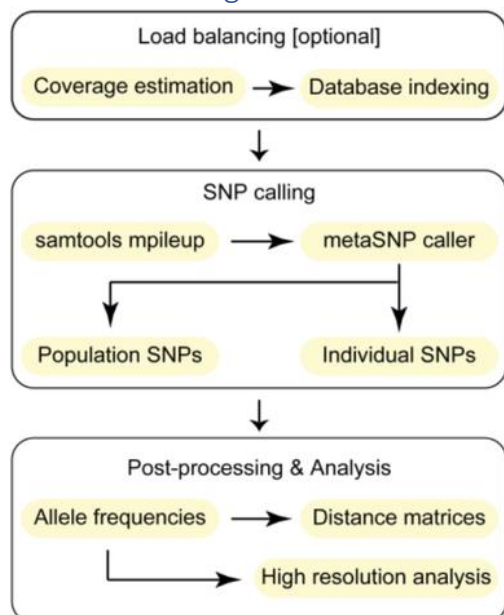 Load balancing [optional]
Coverage estimation Database indexing
SNP calling
samtools mpileup metaSNP caller
Population SNPs Individual SNPs
Post-processing & Analysis
Allele frequencies Distance matrices
High resolution analysis